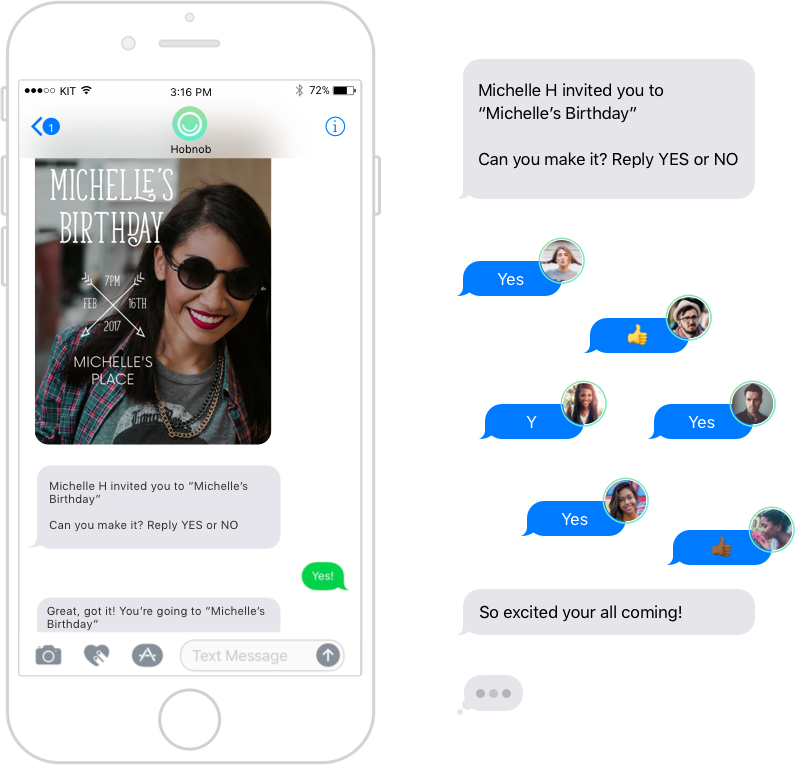 KIT
3:16 PM
72%
1
Hobnob
MICHELLE'S
BIRTHDAY
7PM
FEB 16TH
2017
MICHELLE'S
PLACE
Michelle H invited you to “Michelle’s
Birthday”
Can you make it? Reply YES or NO
Yes!
Great, got it! You’re going to “Michelle’s
Birthday”
Text Message
Michelle H invited you to
“Michelle’s Birthday”
Can you make it? Reply YES or NO
Yes
Y
Yes
Yes
So excited your all coming!